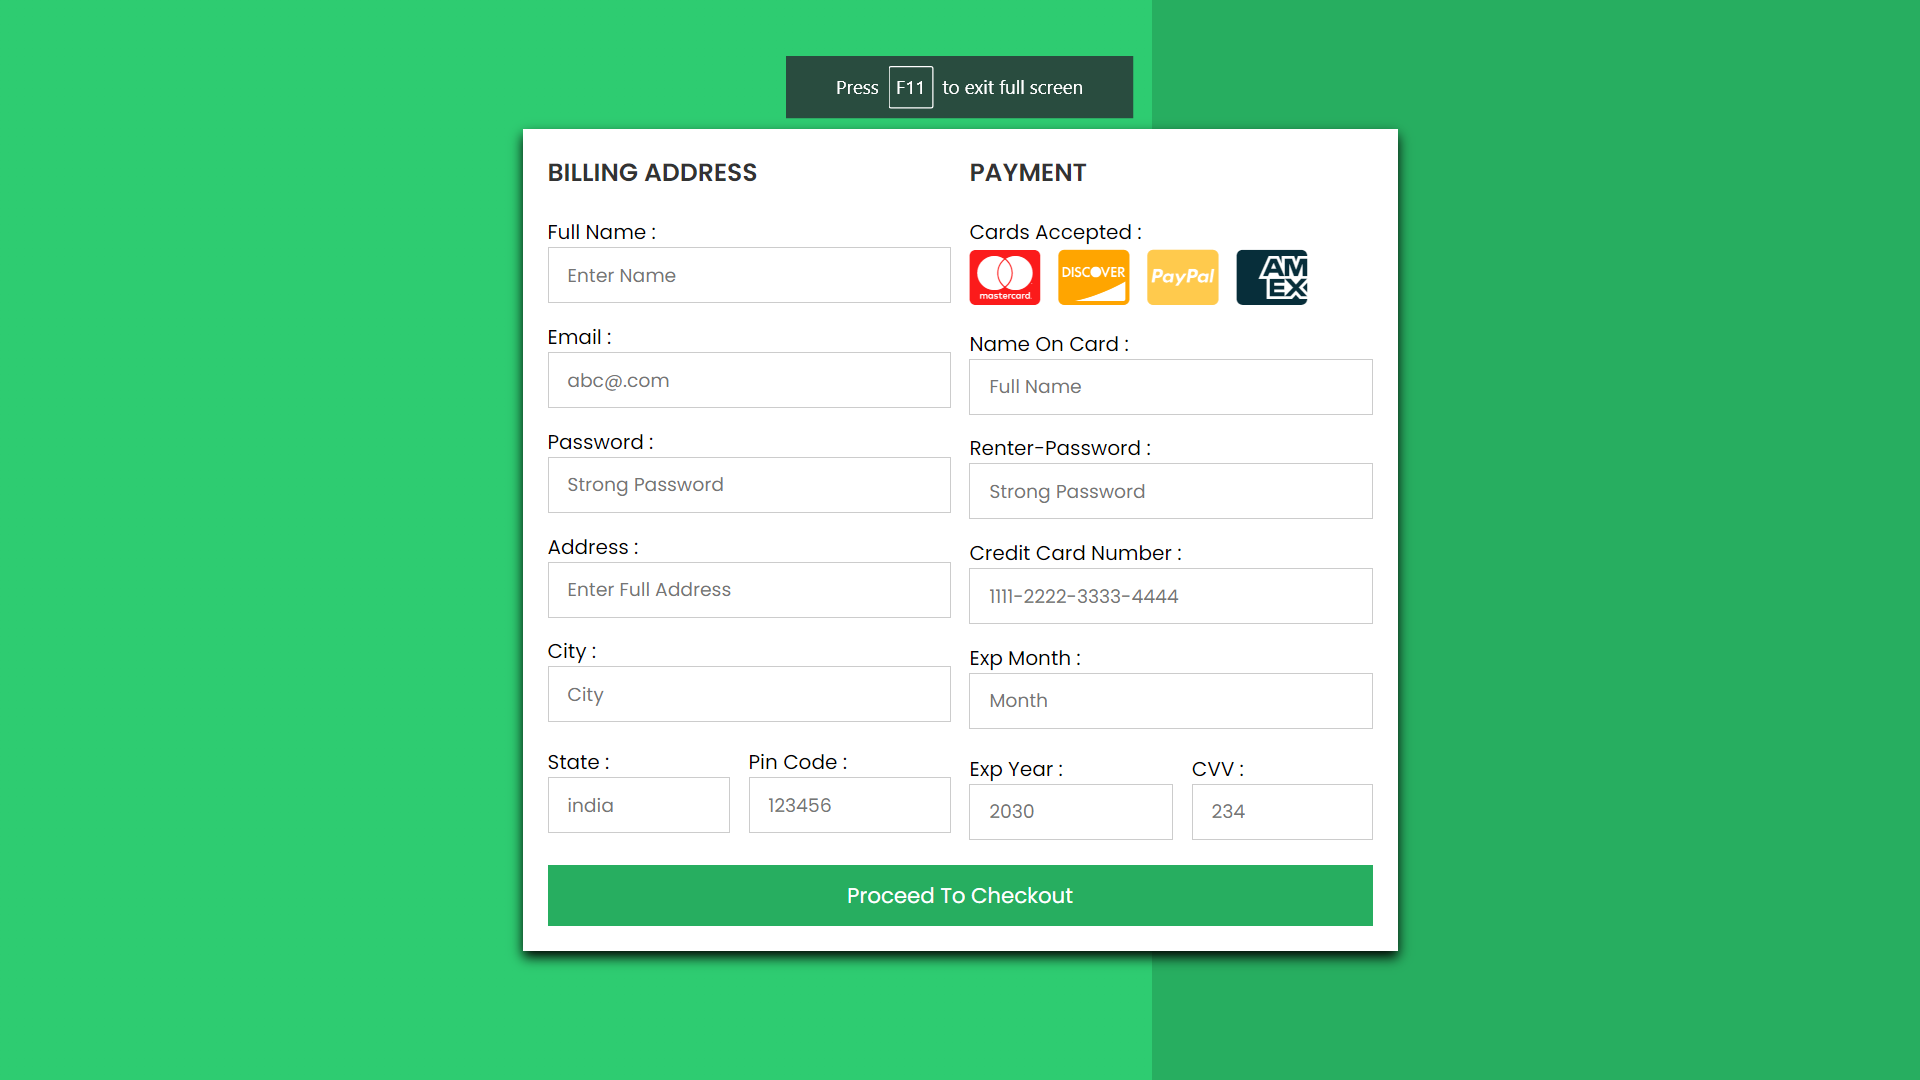 Press F11 to exit full screen
BILLING ADDRESS
Full Name :
Enter Name
Email :
abc@.com
Password :
Strong Password
Address :
Enter Full Address
City :
City
State :
india
Pin Code :
123456
PAYMENT
Cards Accepted :
mastercard
DISCOVER
PayPal
AM
EX
Name On Card :
Full Name
Renter-Password :
Strong Password
Credit Card Number :
1111-2222-3333-4444
Exp Month :
Month
Exp Year :
2030
CVV :
234
Proceed To Checkout